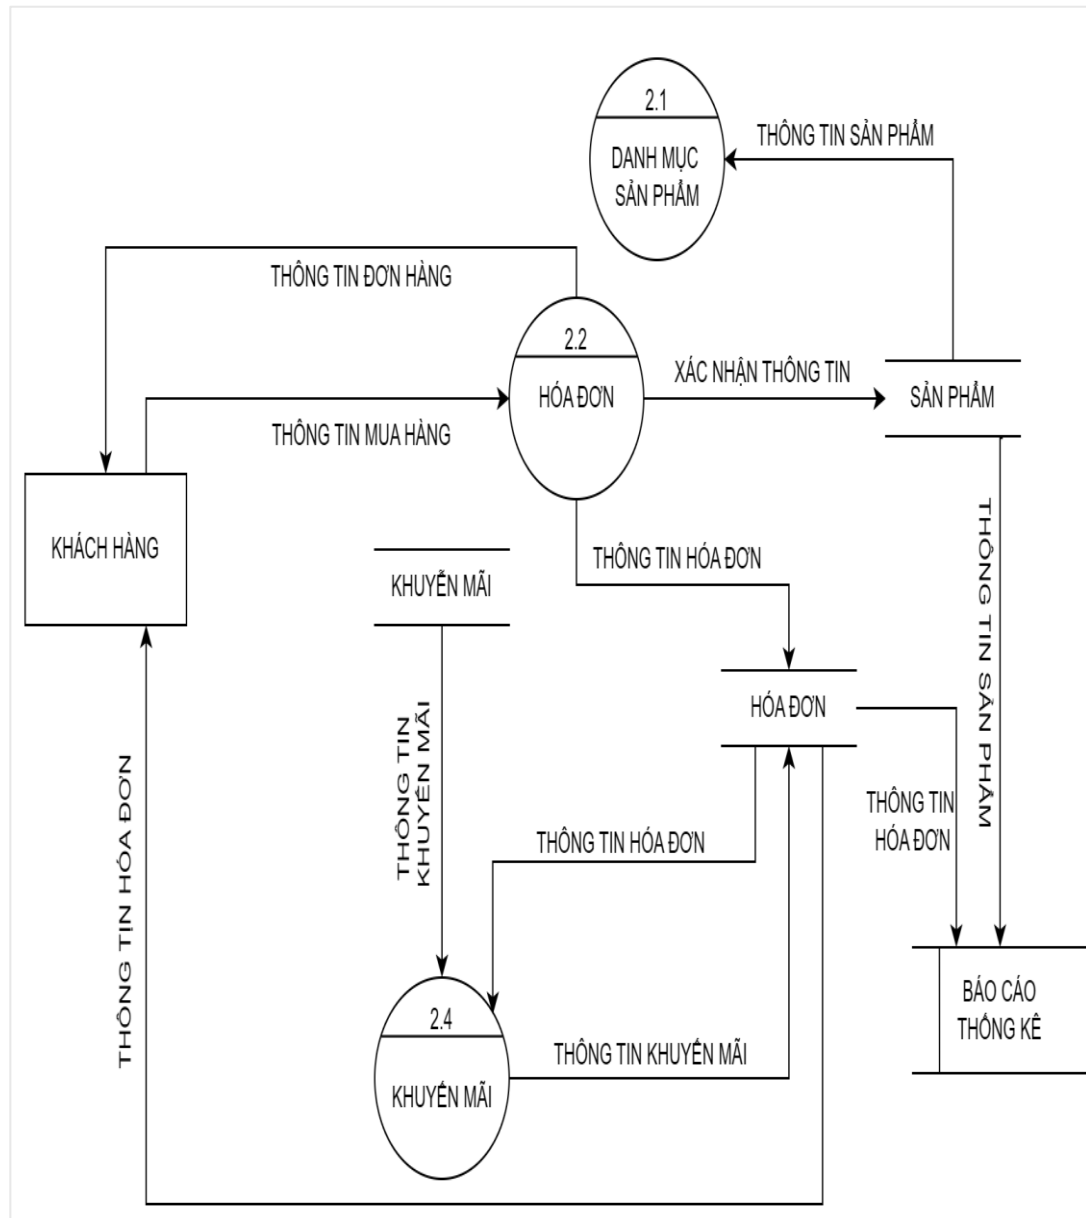 2.1
DANH MỤC
SẢN PHẨM
THÔNG TIN SẢN PHẨM
THÔNG TIN ĐƠN HÀNG
2.2
HÓA ĐƠN
XÁC NHẬN THÔNG TIN
SẢN PHẨM
THÔNG TIN MUA HÀNG
KHÁCH HÀNG
KHUYẾN MÃI
THÔNG TIN HÓA ĐƠN
THÔNG TIN SẢN PHẨM
HÓA ĐƠN
THÔNG TIN
KHUYẾN MÃI
THÔNG TIN HÓA ĐƠN
THÔNG TIN HÓA ĐƠN
THÔNG TIN
HÓA ĐƠN
BÁO CÁO
THỐNG KÊ
2.4
KHUYẾN MÃI
THÔNG TIN KHUYẾN MÃI